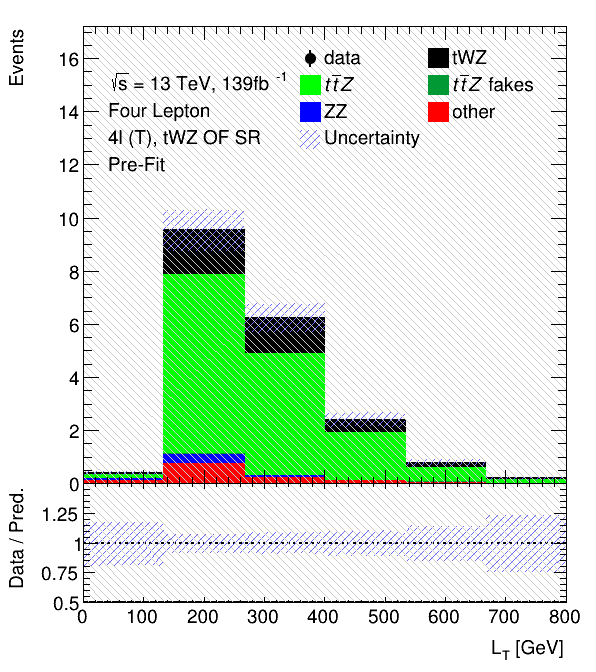 Events
16
14
12
10
8
6
4
2
0
√s = 13 TeV, 139fb⁻¹
Four Lepton
4l (T), tWZ OF SR
Pre-Fit
data
tt̄Z
ZZ
Uncertainty
tWZ
tt̄Z fakes
other
Data / Pred.
1.25
1
0.75
0.5
0 100 200 300 400 500 600 700 800
L_T [GeV]